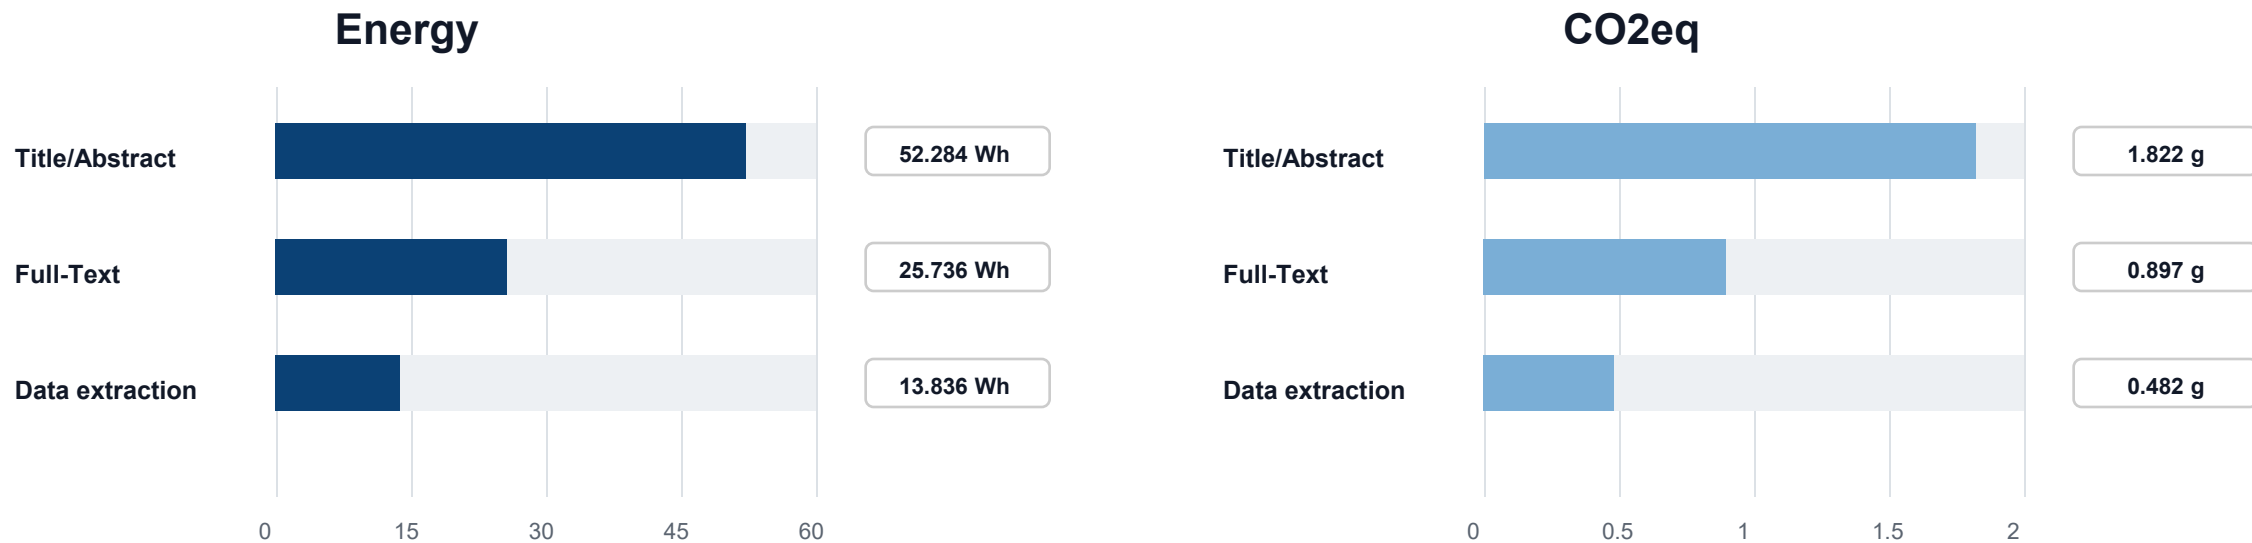 Energy
Title/Abstract
52.284 Wh
Full-Text
25.736 Wh
Data extraction
13.836 Wh
0 15 30 45 60
CO2eq
Title/Abstract
1.822 g
Full-Text
0.897 g
Data extraction
0.482 g
0 0.5 1 1.5 2